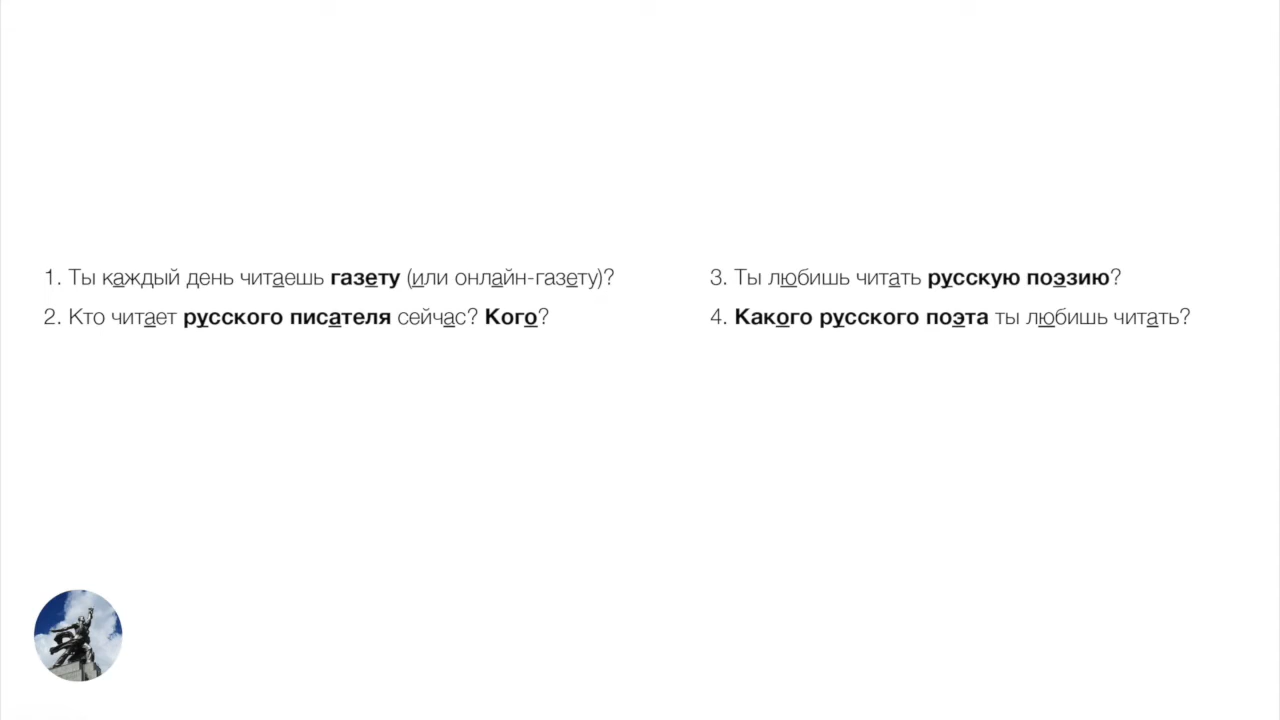 1. Ты каждый день читаешь газету (или онлайн-газету)?
2. Кто читает русского писателя сейчас? Кого?
3. Ты любишь читать русскую поэзию?
4. Какого русского поэта ты любишь читать?